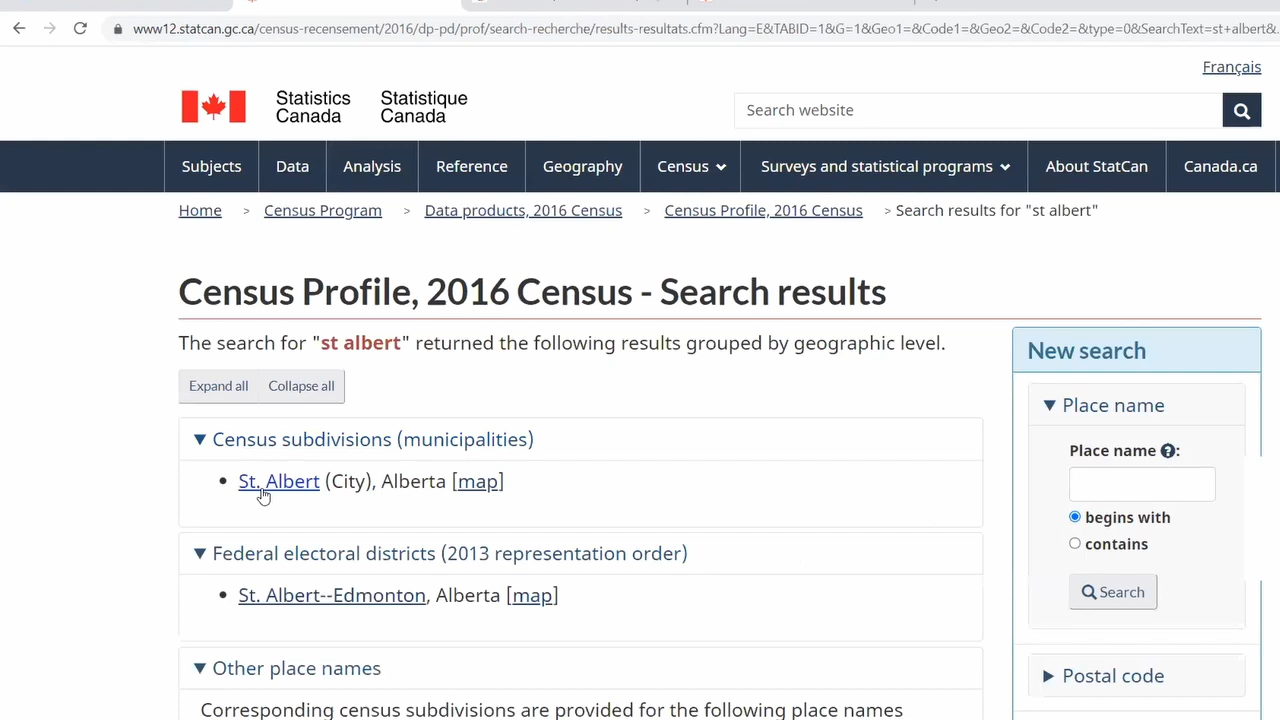 www12.statcan.gc.ca/census-recensement/2016/dp-pd/prof/search-recherche/results-resultats.cfm?Lang=E&TABID=1&G=1&Geo1=&Code1=&Geo2=&Code2=&type=0&SearchText=st+albert&.
Français
Statistics Canada
Statistique Canada
Search website
Subjects Data Analysis Reference Geography Census Surveys and statistical programs About StatCan Canada.ca
Home > Census Program > Data products, 2016 Census > Census Profile, 2016 Census > Search results for "st albert"
Census Profile, 2016 Census - Search results
The search for "st albert" returned the following results grouped by geographic level.
Expand all Collapse all
Census subdivisions (municipalities)
• St. Albert (City), Alberta [map]
Federal electoral districts (2013 representation order)
• St. Albert--Edmonton, Alberta [map]
Other place names
Corresponding census subdivisions are provided for the following place names
New search
Place name
Place name ?:
begins with
contains
Search
Postal code